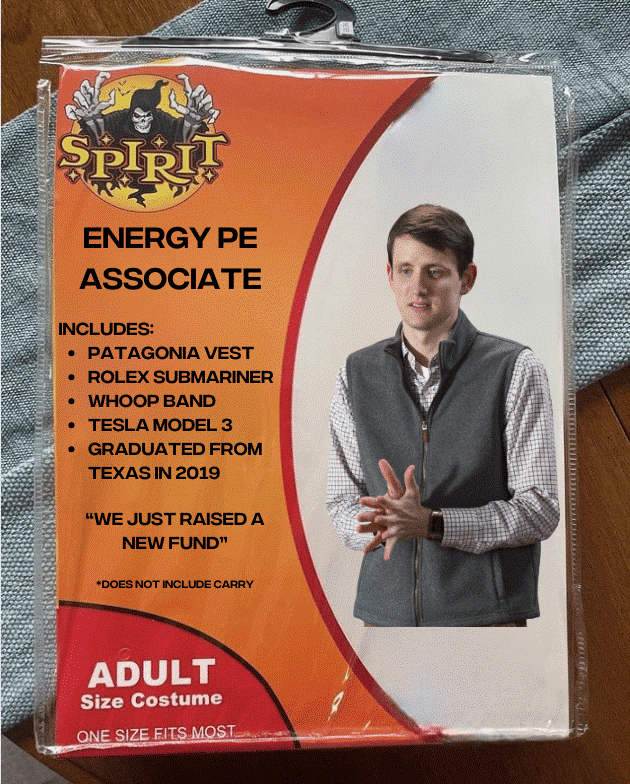 SPIRIT
ENERGY PE
ASSOCIATE
INCLUDES:
• PATAGONIA VEST
• ROLEX SUBMARINER
• WHOOP BAND
• TESLA MODEL 3
• GRADUATED FROM
TEXAS IN 2019
“WE JUST RAISED A
NEW FUND”
*DOES NOT INCLUDE CARRY
ADULT
Size Costume
ONE SIZE FITS MOST